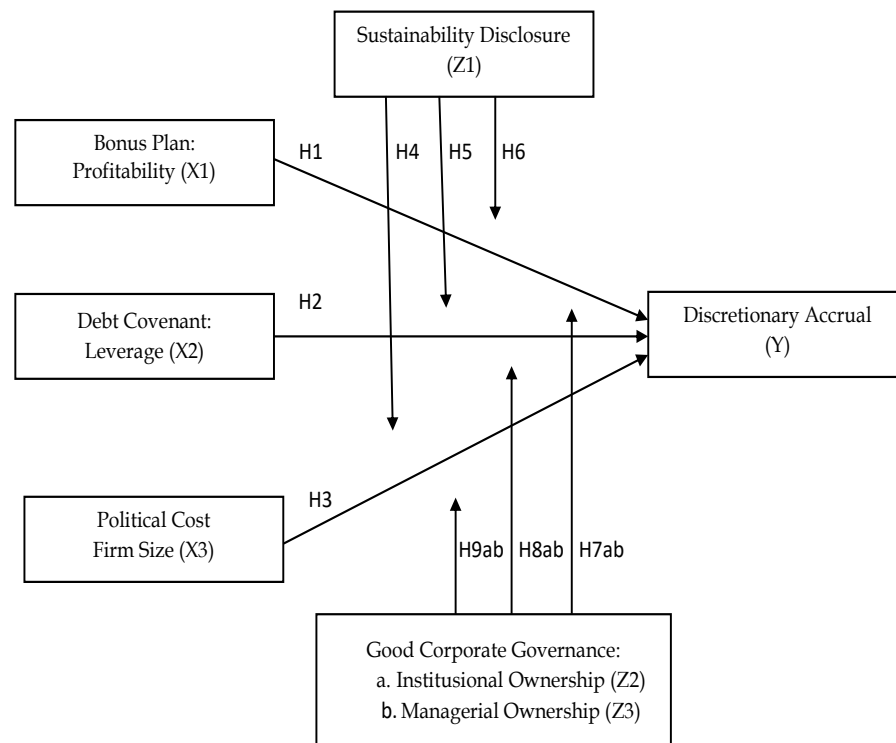 Sustainability Disclosure
(Z1)
Bonus Plan:
Profitability (X1)
H1
H4
H5
H6
Debt Covenant:
Leverage (X2)
H2
Discretionary Accrual
(Y)
Political Cost
Firm Size (X3)
H3
H9ab
H8ab
H7ab
Good Corporate Governance:
a. Institusional Ownership (Z2)
b. Managerial Ownership (Z3)